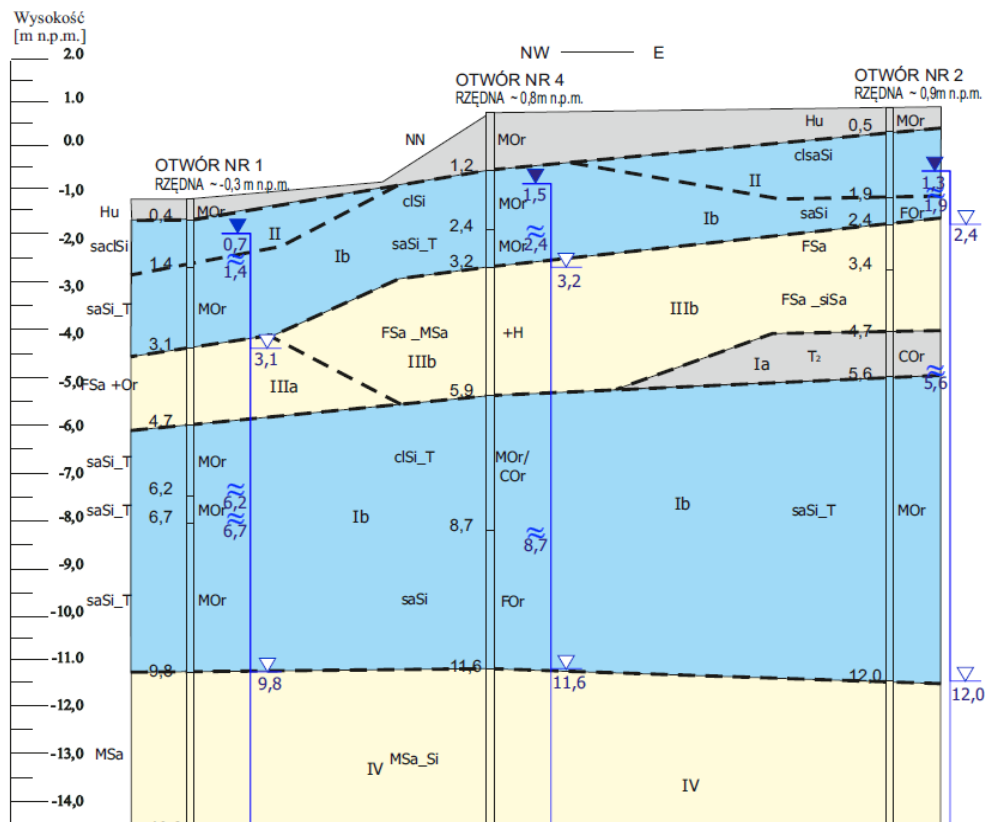 Wysokość
[m n.p.m.]
2.0
1.0
0.0
-1,0
-2,0
-3,0
-4,0
-5,0
-6,0
-7,0
-8,0
-9,0
-10,0
-11,0
-12,0
-13,0
-14,0
NW E
OTWÓR NR 1
RZĘDNA ~ -0,3 m n.p.m.
OTWÓR NR 4
RZĘDNA ~ 0,8m n.p.m.
OTWÓR NR 2
RZĘDNA ~ 0,9m n.p.m.
Hu
0,4
MOr
saclSi
0,7
1,4
1,4
II
saSi_T
MOr
3,1
3,1
FSa +Or
IIIa
4,7
saSi_T
MOr
6,2
6,2
saSi_T
MOr
6,7
6,7
saSi_T
MOr
9,8
9,8
MSa
NN
MOr
1,2
clSi
MOr
1,5
2,4
2,4
Ib
saSi_T
MOr
3,2
3,2
FSa _MSa
+H
IIIb
5,9
clSi_T
MOr/
COr
Ib
8,7
8,7
saSi
FOr
11,6
11,6
IV
MSa_Si
Hu
0,5
MOr
clsaSi
II
1,3
1,9
1,9
Ib
saSi
FOr
2,4
2,4
FSa
3,4
IIIb
FSa _siSa
4,7
Ia
T₂
COr
5,6
5,6
Ib
saSi_T
MOr
12,0
12,0
IV